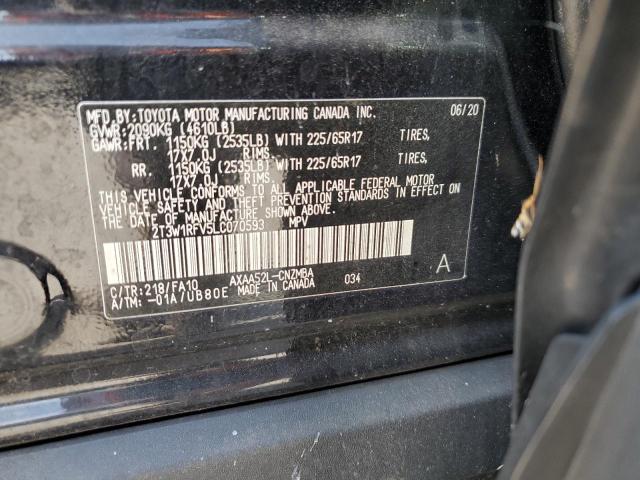 MFD.BY:TOYOTA MOTOR MANUFACTURING CANADA INC. 06/20
GVWR:2090KG (4610LB)
GAWR:FRT. 1150KG (2535LB) WITH 225/65R17 TIRES,
17X7.0J RIMS.
RR. 1150KG (2535LB) WITH 225/65R17 TIRES,
17X7.0J RIMS.
THIS VEHICLE CONFORMS TO ALL APPLICABLE FEDERAL MOTOR
VEHICLE SAFETY AND THEFT PREVENTION STANDARDS IN EFFECT ON
THE DATE OF MANUFACTURE SHOWN ABOVE.
2T3W1RFV5LC070593 MPV
C/TR:218/FA10 AXAA52L-CNZMBA 034 A
A/TM:-01A/UB80E MADE IN CANADA